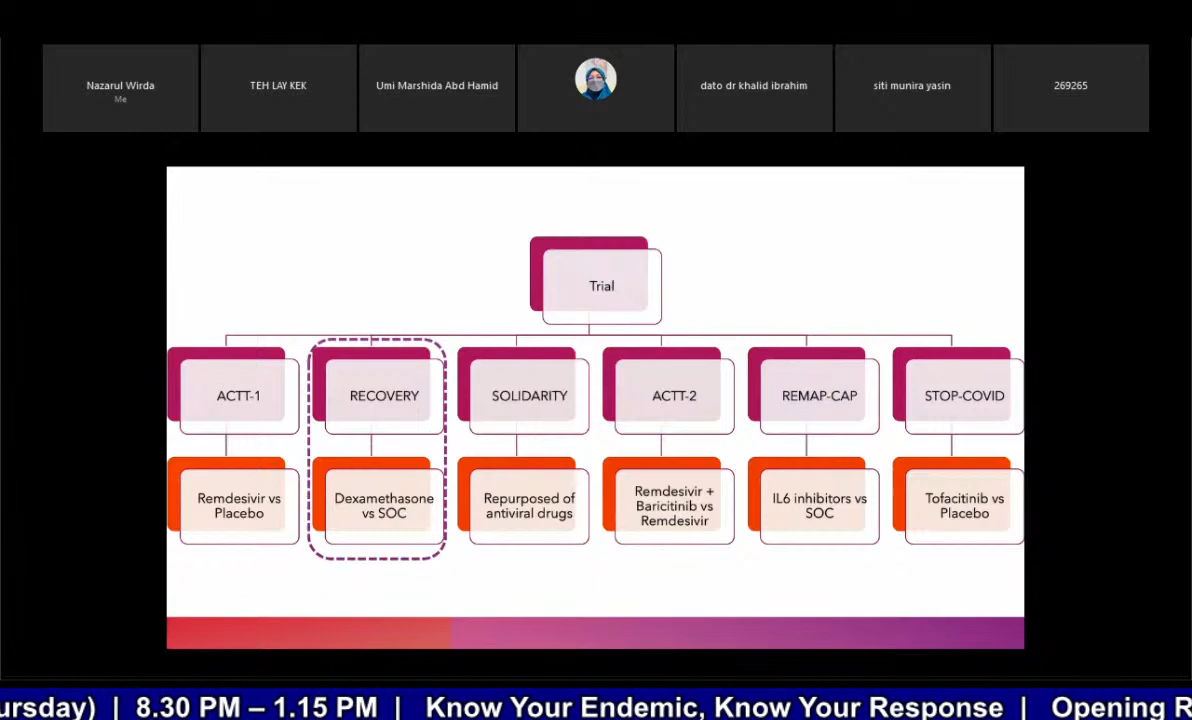 Nazarul Wirda
Me
TEH LAY KEK
Umi Marshida Abd Hamid
dato dr khalid ibrahim
siti munira yasin
269265
Trial
ACTT-1
RECOVERY
SOLIDARITY
ACTT-2
REMAP-CAP
STOP-COVID
Remdesivir vs
Placebo
Dexamethasone
vs SOC
Repurposed of
antiviral drugs
Remdesivir +
Baricitinib vs
Remdesivir
IL6 inhibitors vs
SOC
Tofacitinib vs
Placebo
ursday) | 8.30 PM – 1.15 PM | Know Your Endemic, Know Your Response | Opening R